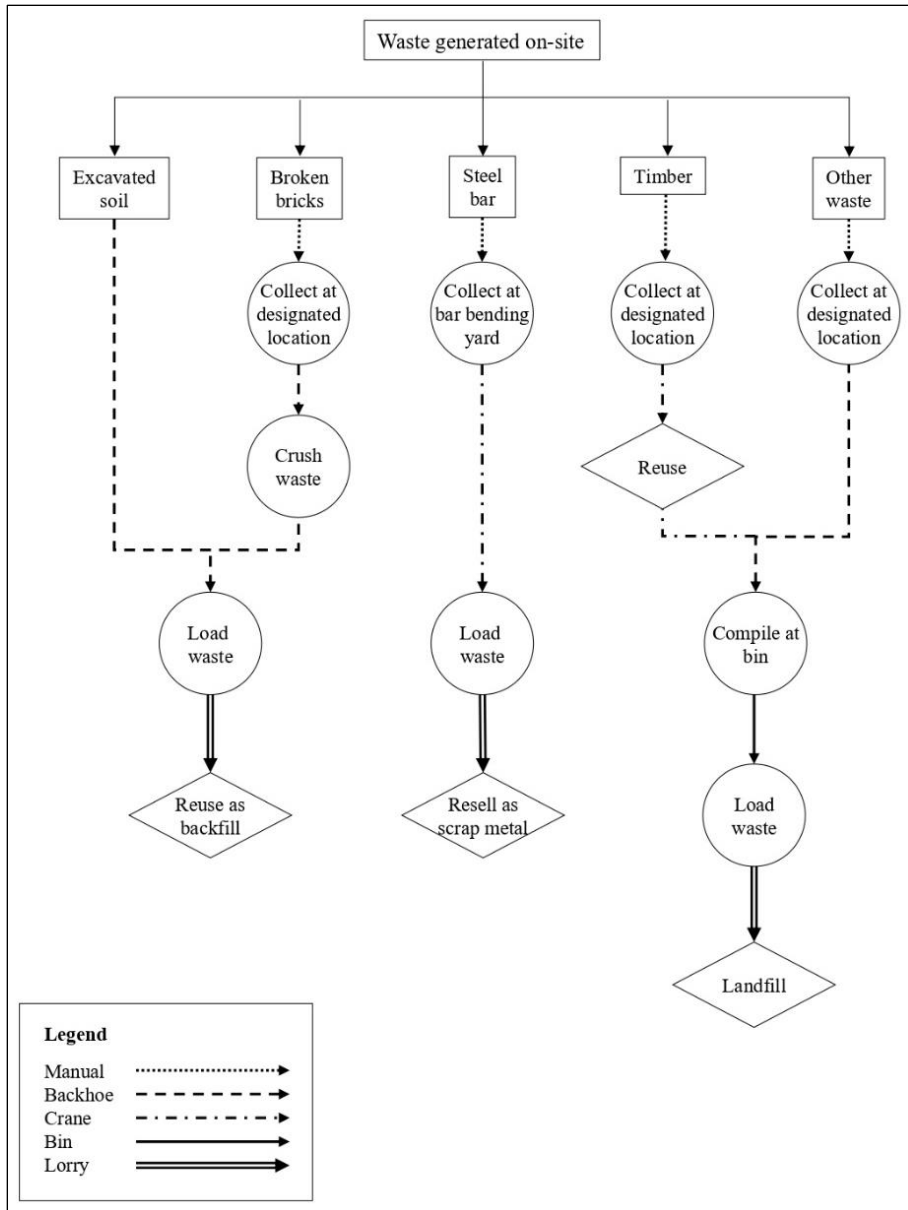 Waste generated on-site
Excavated
soil
Broken
bricks
Steel
bar
Timber
Other
waste
Collect at
designated
location
Collect at
bar bending
yard
Collect at
designated
location
Collect at
designated
location
Crush
waste
Reuse
Load
waste
Load
waste
Compile at
bin
Reuse as
backfill
Resell as
scrap metal
Load
waste
Landfill
Legend
Manual
Backhoe
Crane
Bin
Lorry